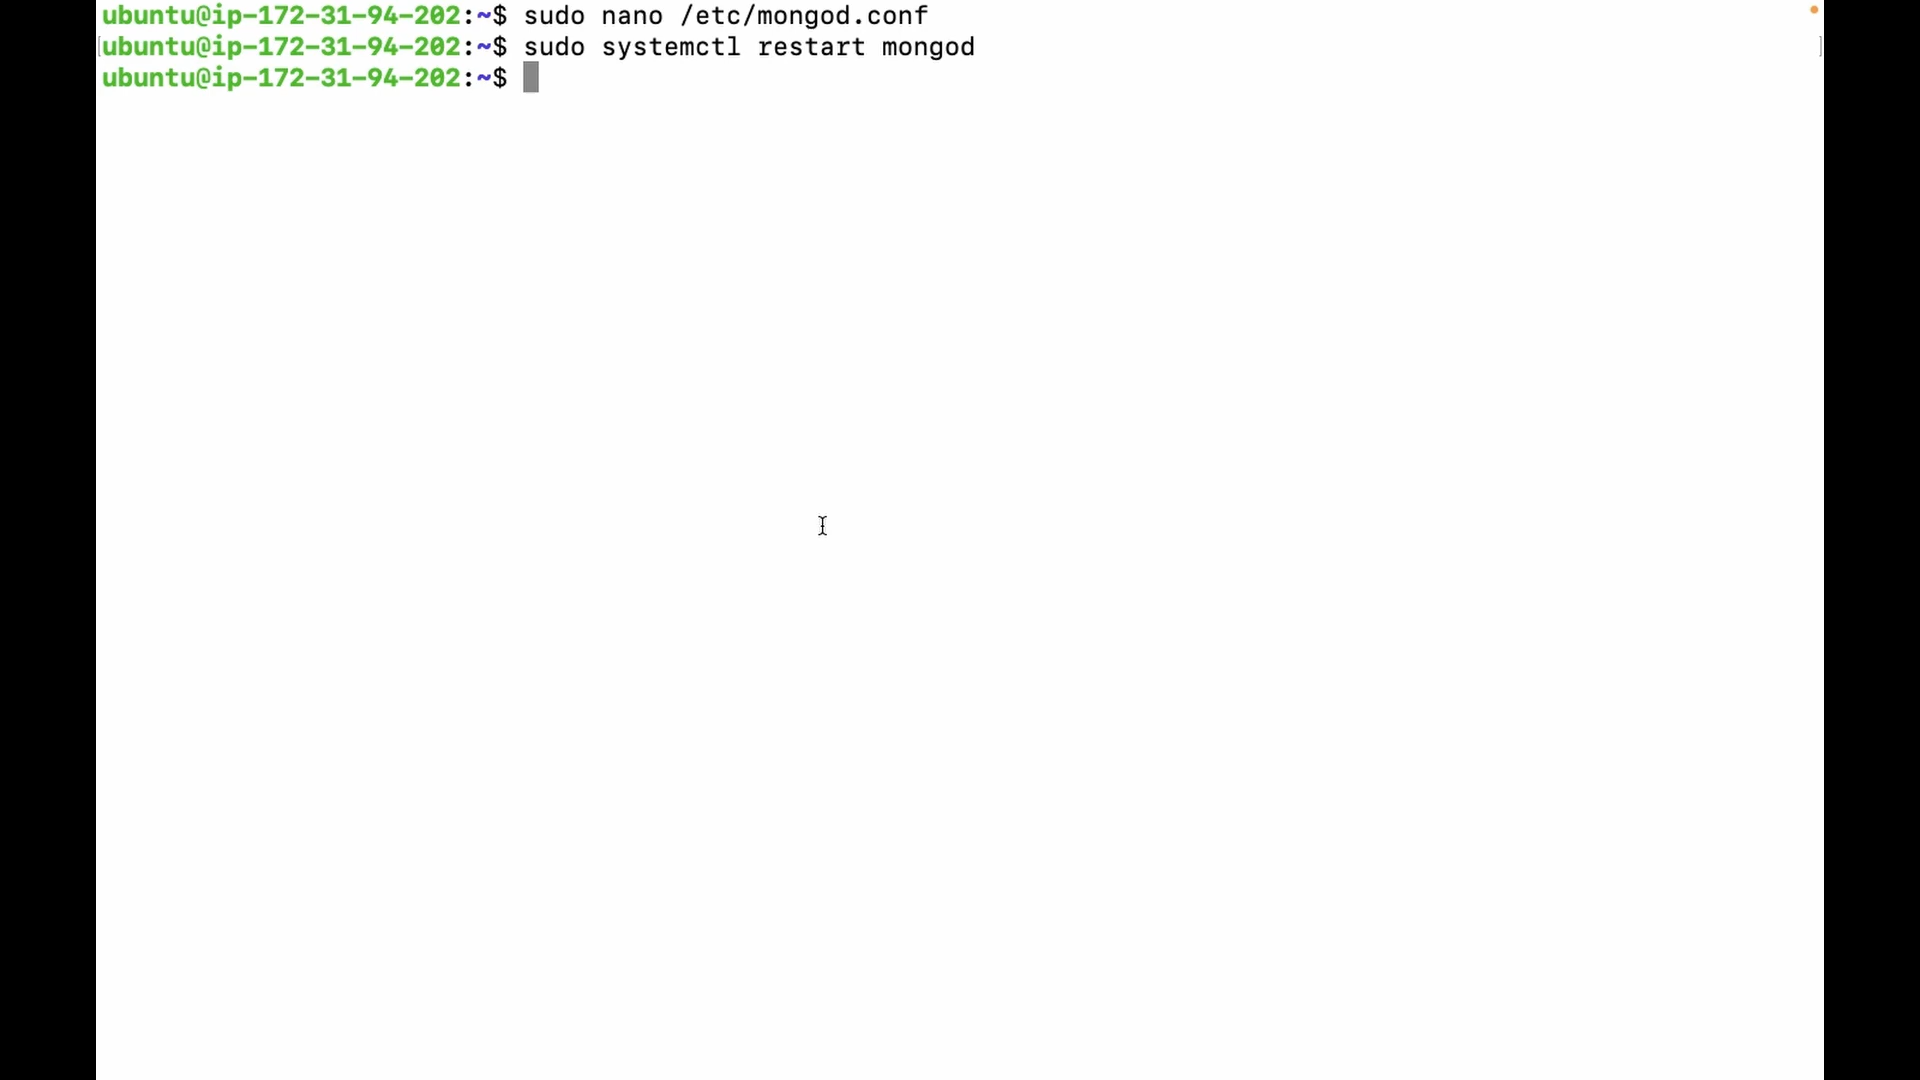 ubuntu@ip-172-31-94-202:~$ sudo nano /etc/mongod.conf
[ubuntu@ip-172-31-94-202:~$ sudo systemctl restart mongod ]
ubuntu@ip-172-31-94-202:~$